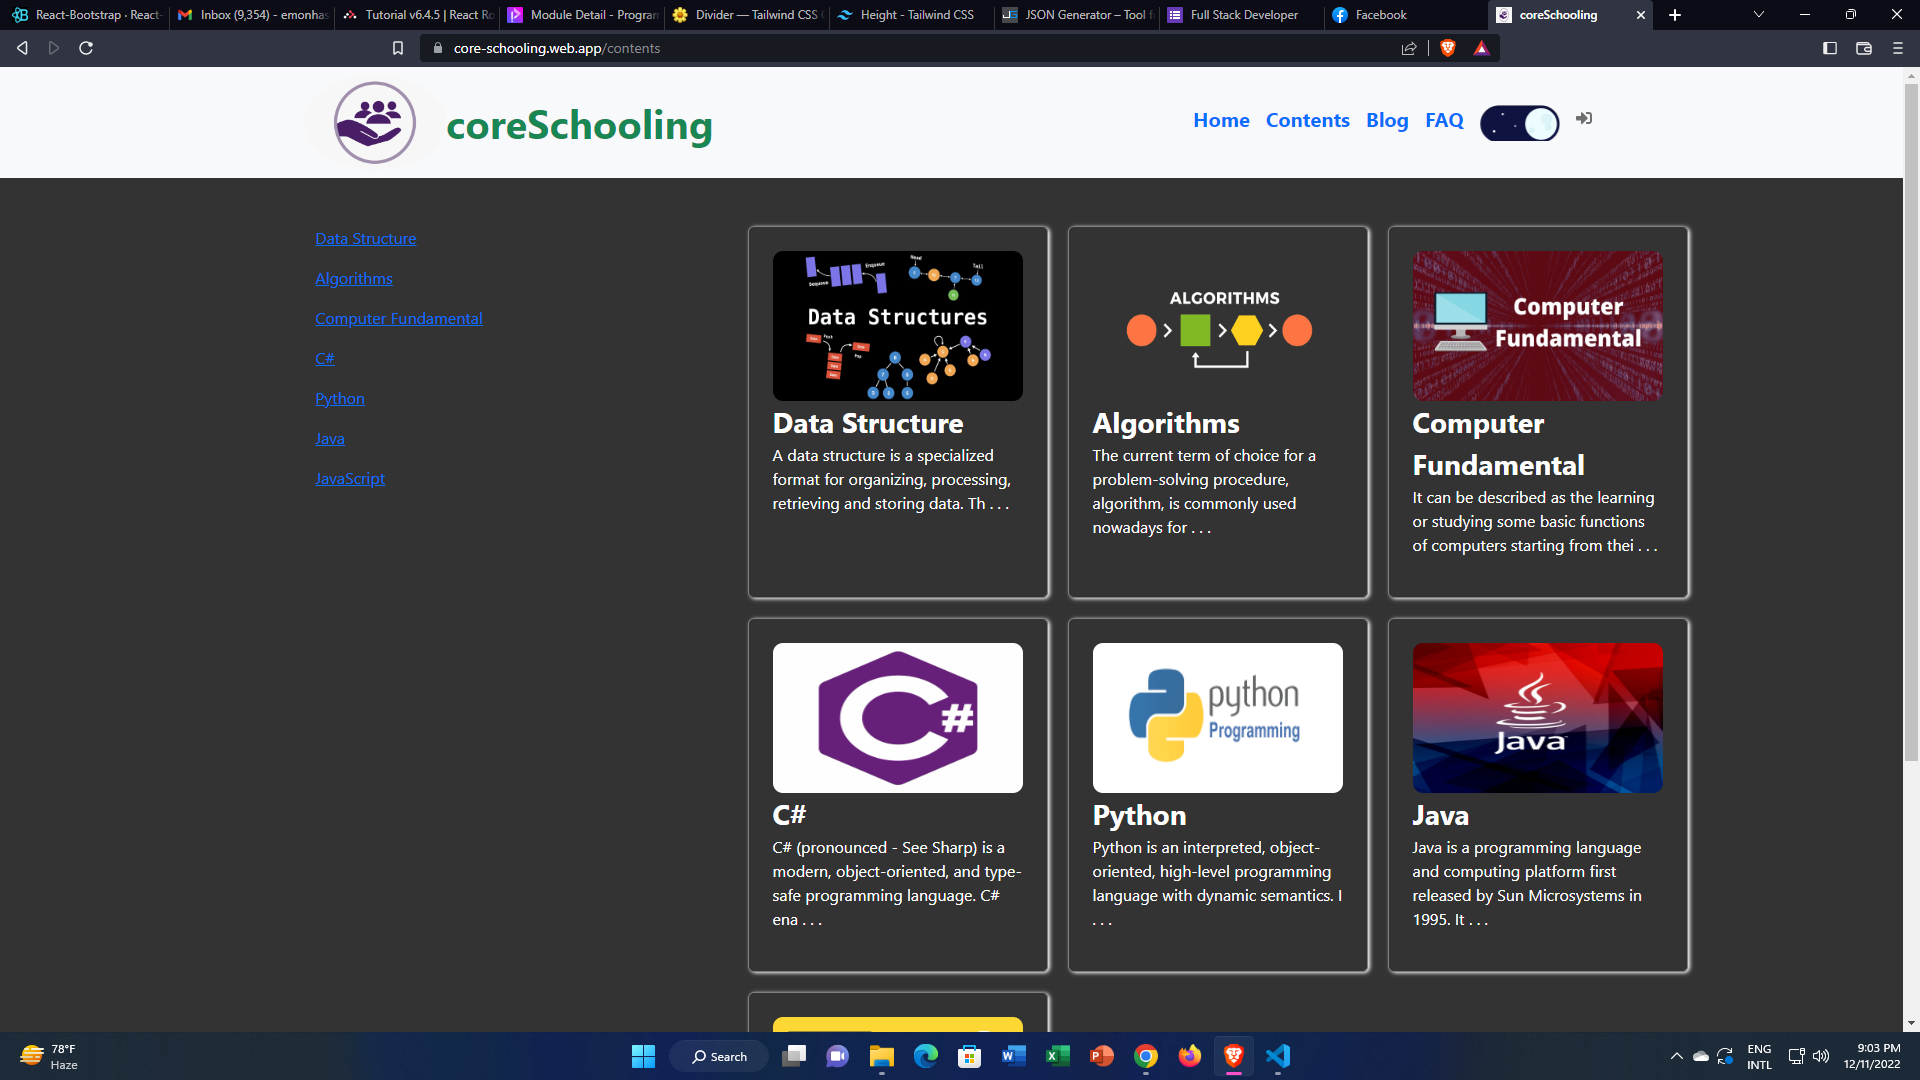 React-Bootstrap · React-
Inbox (9,354) - emonhas
Tutorial v6.4.5 | React Ro
Module Detail - Program
Divider — Tailwind CSS
Height - Tailwind CSS
JSON Generator – Tool f
Full Stack Developer
Facebook
coreSchooling
core-schooling.web.app/contents
coreSchooling
Home Contents Blog FAQ
Data Structure
Algorithms
Computer Fundamental
C#
Python
Java
JavaScript
Data Structures
Data Structure
A data structure is a specialized
format for organizing, processing,
retrieving and storing data. Th . . .
ALGORITHMS
Algorithms
The current term of choice for a
problem-solving procedure,
algorithm, is commonly used
nowadays for . . .
Computer
Fundamental
Computer
Fundamental
It can be described as the learning
or studying some basic functions
of computers starting from thei . . .
C#
C#
C# (pronounced - See Sharp) is a
modern, object-oriented, and type-
safe programming language. C#
ena . . .
python
Programming
Python
Python is an interpreted, object-
oriented, high-level programming
language with dynamic semantics. I
. . .
Java
Java
Java is a programming language
and computing platform first
released by Sun Microsystems in
1995. It . . .
78°F
Haze
Search
ENG
INTL
9:03 PM
12/11/2022